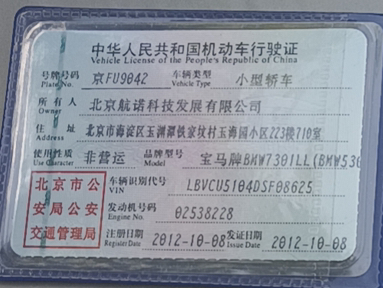 中华人民共和国机动车行驶证
Vehicle License of the People's Republic of China
号牌号码 京FU9042 车辆类型 小型轿车
Plate No. Vehicle Type
所有人 北京航诺科技发展有限公司
Owner
住址 北京市海淀区玉渊潭铁家坟村玉海园小区223楼710室
Address
使用性质 非营运 品牌型号 宝马牌BMW7301LL(BMW530
Use Character Model
北京市公安局公安交通管理局
车辆识别代号 LBVCU5104DSF08625
VIN
发动机号码 02538228
Engine No.
注册日期 2012-10-08 发证日期 2012-10-08
Register Date Issue Date